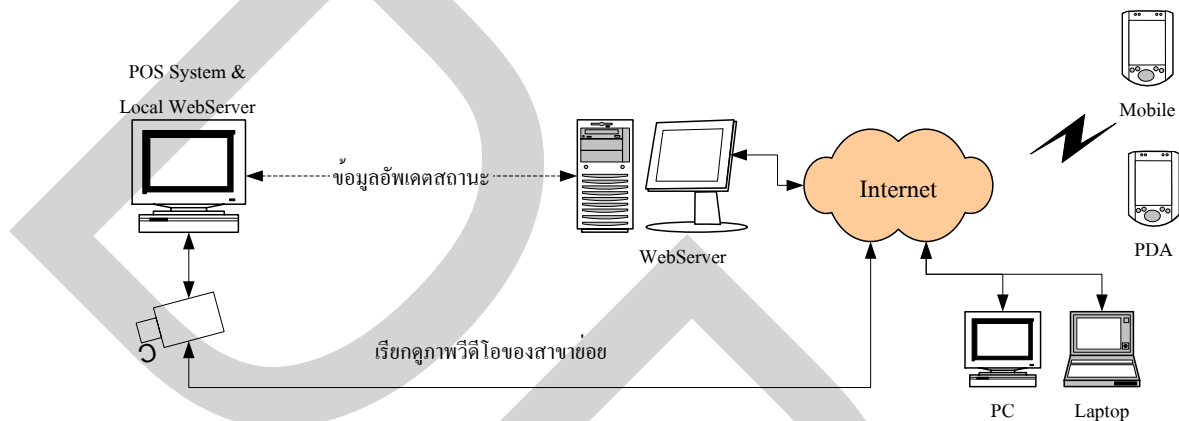 POS System &
Local WebServer
Mobile
ข้อมูลอัพเดตสถานะ
Internet
WebServer
PDA
เรียกดูภาพวีดีโอของสาขาย่อย
PC
Laptop